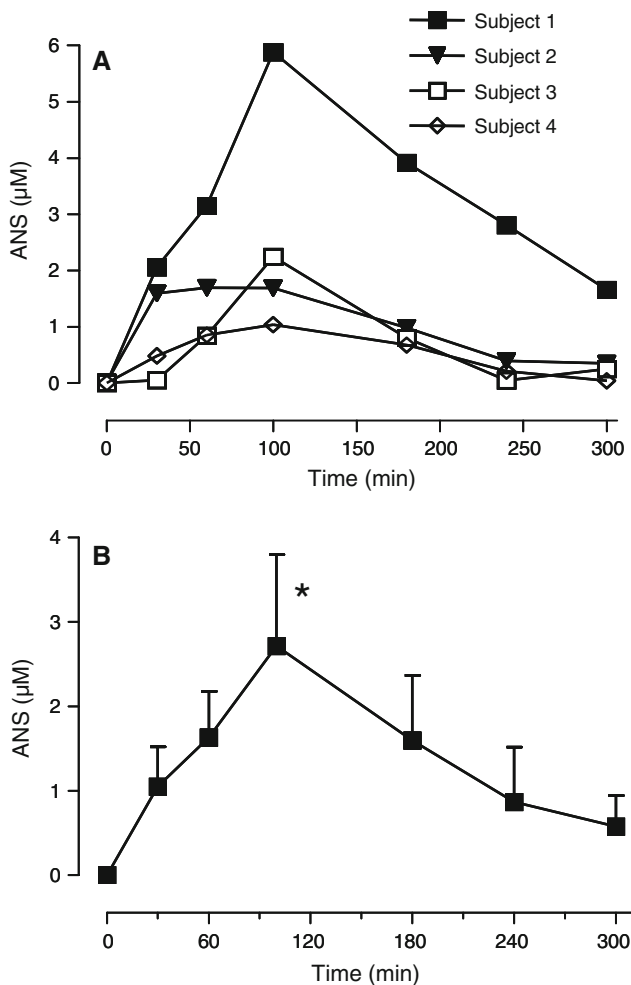 Subject 1
Subject 2
Subject 3
Subject 4
A
6
5
4
3
2
1
0
ANS (μM)
0 50 100 150 200 250 300
Time (min)
B
4
3
2
1
0
ANS (μM)
*
0 60 120 180 240 300
Time (min)